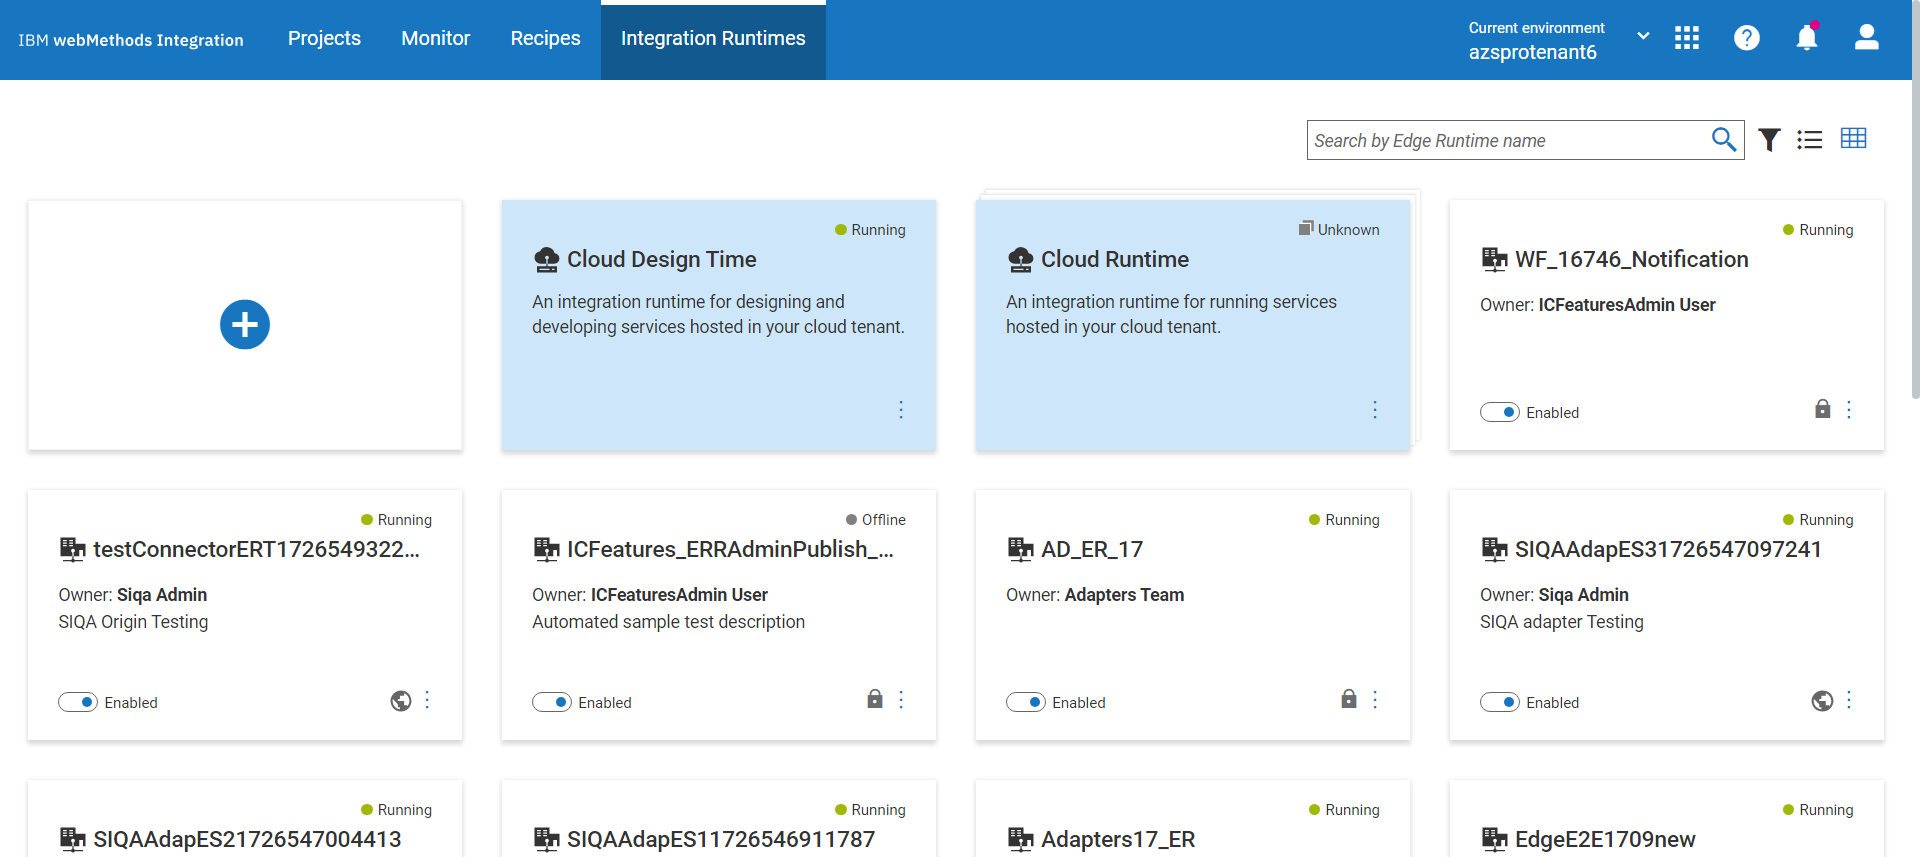 IBM webMethods Integration
Projects
Monitor
Recipes
Integration Runtimes
Current environment
azsprotenant6
Search by Edge Runtime name
Running
Cloud Design Time
An integration runtime for designing and
developing services hosted in your cloud tenant.
Unknown
Cloud Runtime
An integration runtime for running services
hosted in your cloud tenant.
Running
WF_16746_Notification
Owner: ICFeaturesAdmin User
Enabled
Running
testConnectorERT1726549322...
Owner: Siqa Admin
SIQA Origin Testing
Enabled
Offline
ICFeatures_ERRAdminPublish_...
Owner: ICFeaturesAdmin User
Automated sample test description
Enabled
Running
AD_ER_17
Owner: Adapters Team
Enabled
Running
SIQAAdapES31726547097241
Owner: Siqa Admin
SIQA adapter Testing
Enabled
Running
SIQAAdapES21726547004413
Running
SIQAAdapES11726546911787
Running
Adapters17_ER
Running
EdgeE2E1709new